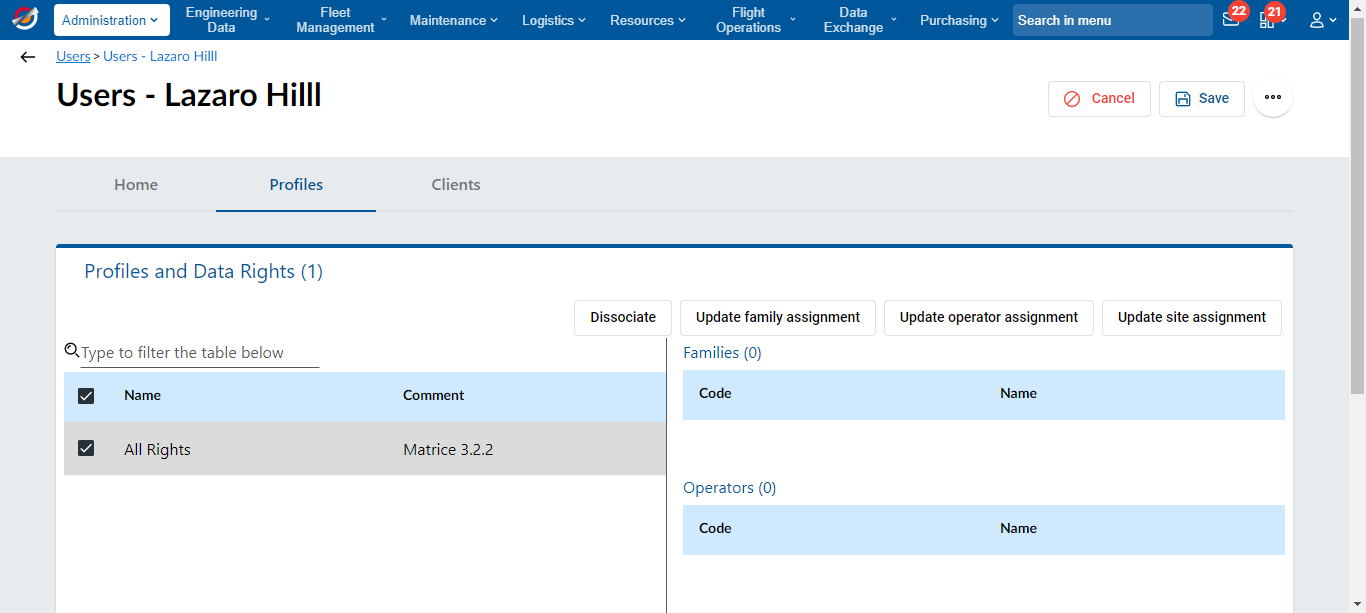 Administration
Engineering Data
Fleet Management
Maintenance
Logistics
Resources
Flight Operations
Data Exchange
Purchasing
Search in menu
22
21
Users > Users - Lazaro Hilll
Users - Lazaro Hilll
Cancel
Save
Home
Profiles
Clients
Profiles and Data Rights (1)
Dissociate
Update family assignment
Update operator assignment
Update site assignment
Type to filter the table below
Name
Comment
All Rights
Matrice 3.2.2
Families (0)
Code
Name
Operators (0)
Code
Name